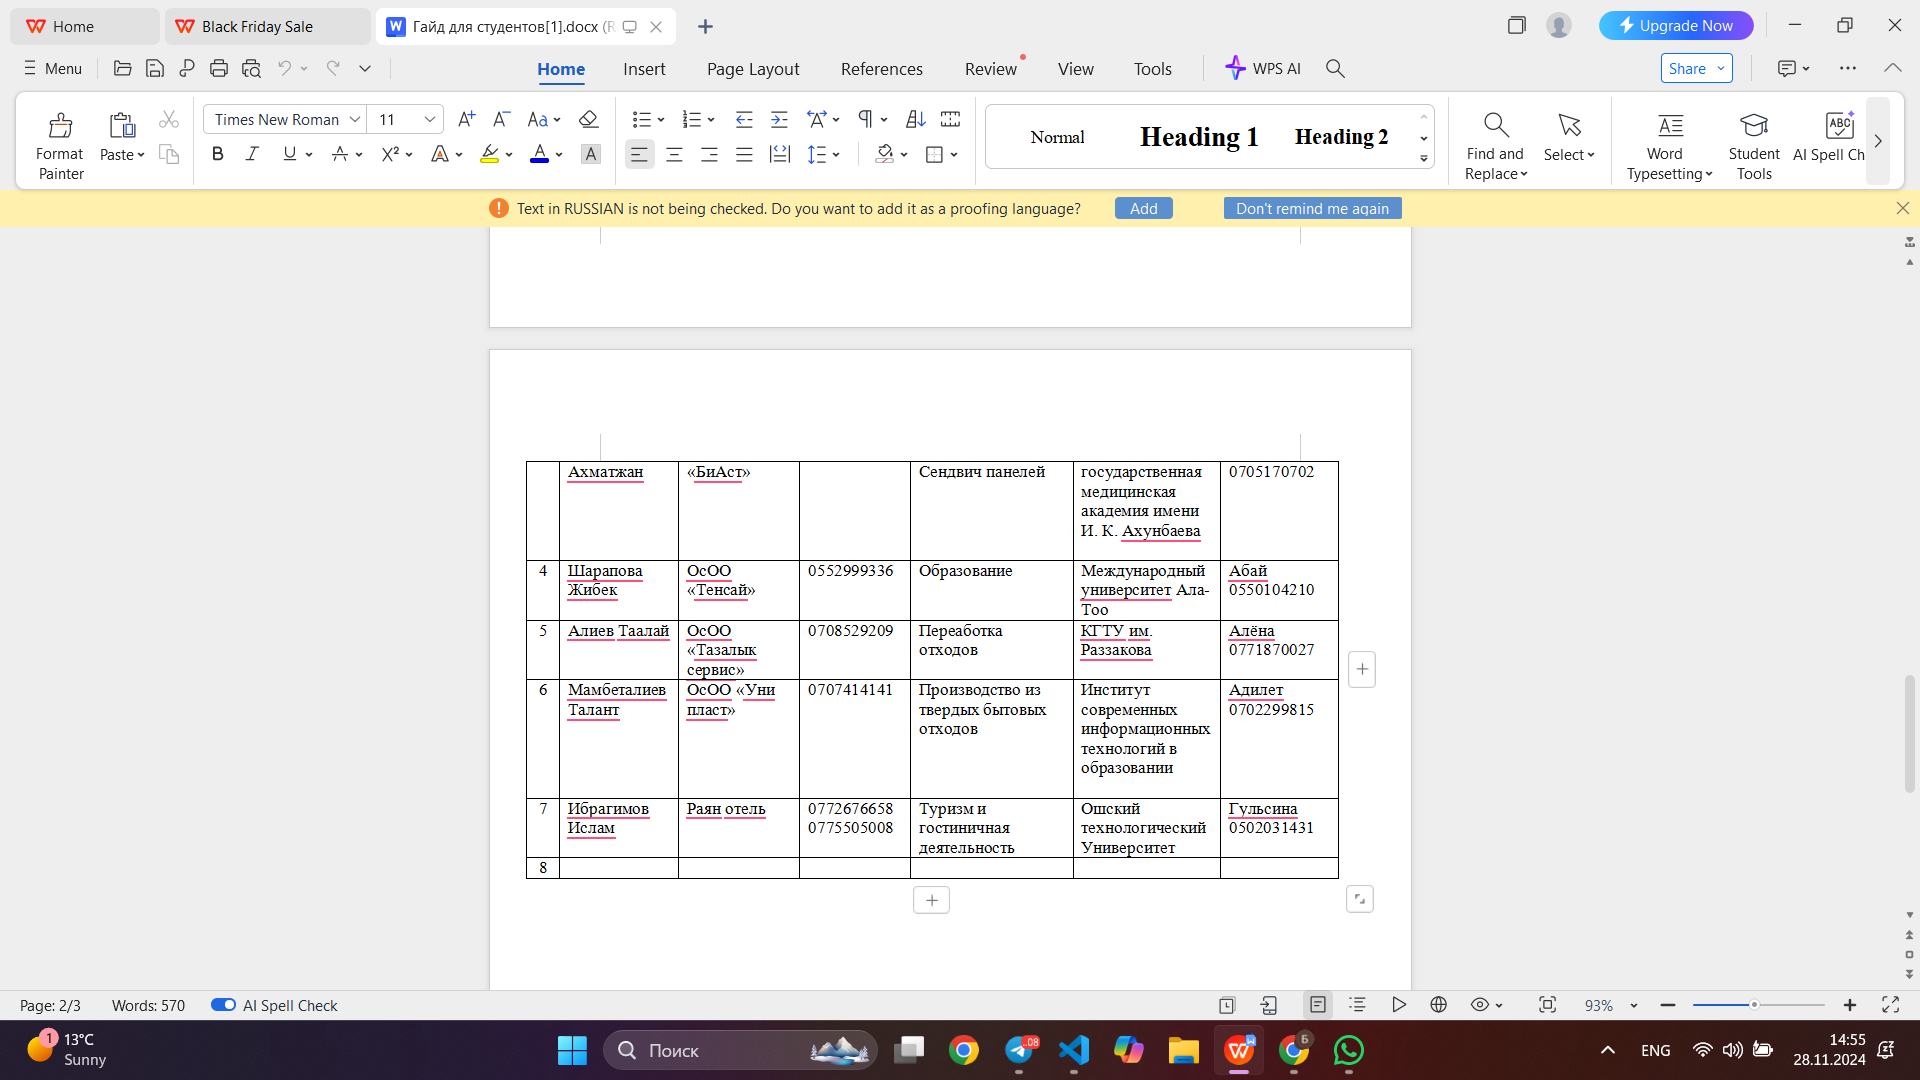 Home
Black Friday Sale
Гайд для студентов[1].docx (R
Upgrade Now
Menu
Home
Insert
Page Layout
References
Review
View
Tools
WPS AI
Share
Format
Painter
Paste
Times New Roman
11
Normal
Heading 1
Heading 2
Find and
Replace
Select
Word
Typesetting
Student
Tools
AI Spell Ch
Text in RUSSIAN is not being checked. Do you want to add it as a proofing language?
Add
Don't remind me again
Ахматжан
«БиАст»
Сендвич панелей
государственная
медицинская
академия имени
И. К. Ахунбаева
0705170702
4
Шарапова
Жибек
ОсОО
«Тенсай»
0552999336
Образование
Международный
университет Ала-
Тоо
Абай
0550104210
5
Алиев Таалай
ОсОО
«Тазалык
сервис»
0708529209
Переаботка
отходов
КГТУ им.
Раззакова
Алёна
0771870027
6
Мамбеталиев
Талант
ОсОО «Уни
пласт»
0707414141
Производство из
твердых бытовых
отходов
Институт
современных
информационных
технологий в
образовании
Адилет
0702299815
7
Ибрагимов
Ислам
Раян отель
0772676658
0775505008
Туризм и
гостиничная
деятельность
Ошский
технологический
Университет
Гульсина
0502031431
8
Page: 2/3
Words: 570
AI Spell Check
93%
1
13°C
Sunny
Поиск
..08
Б
ENG
14:55
28.11.2024